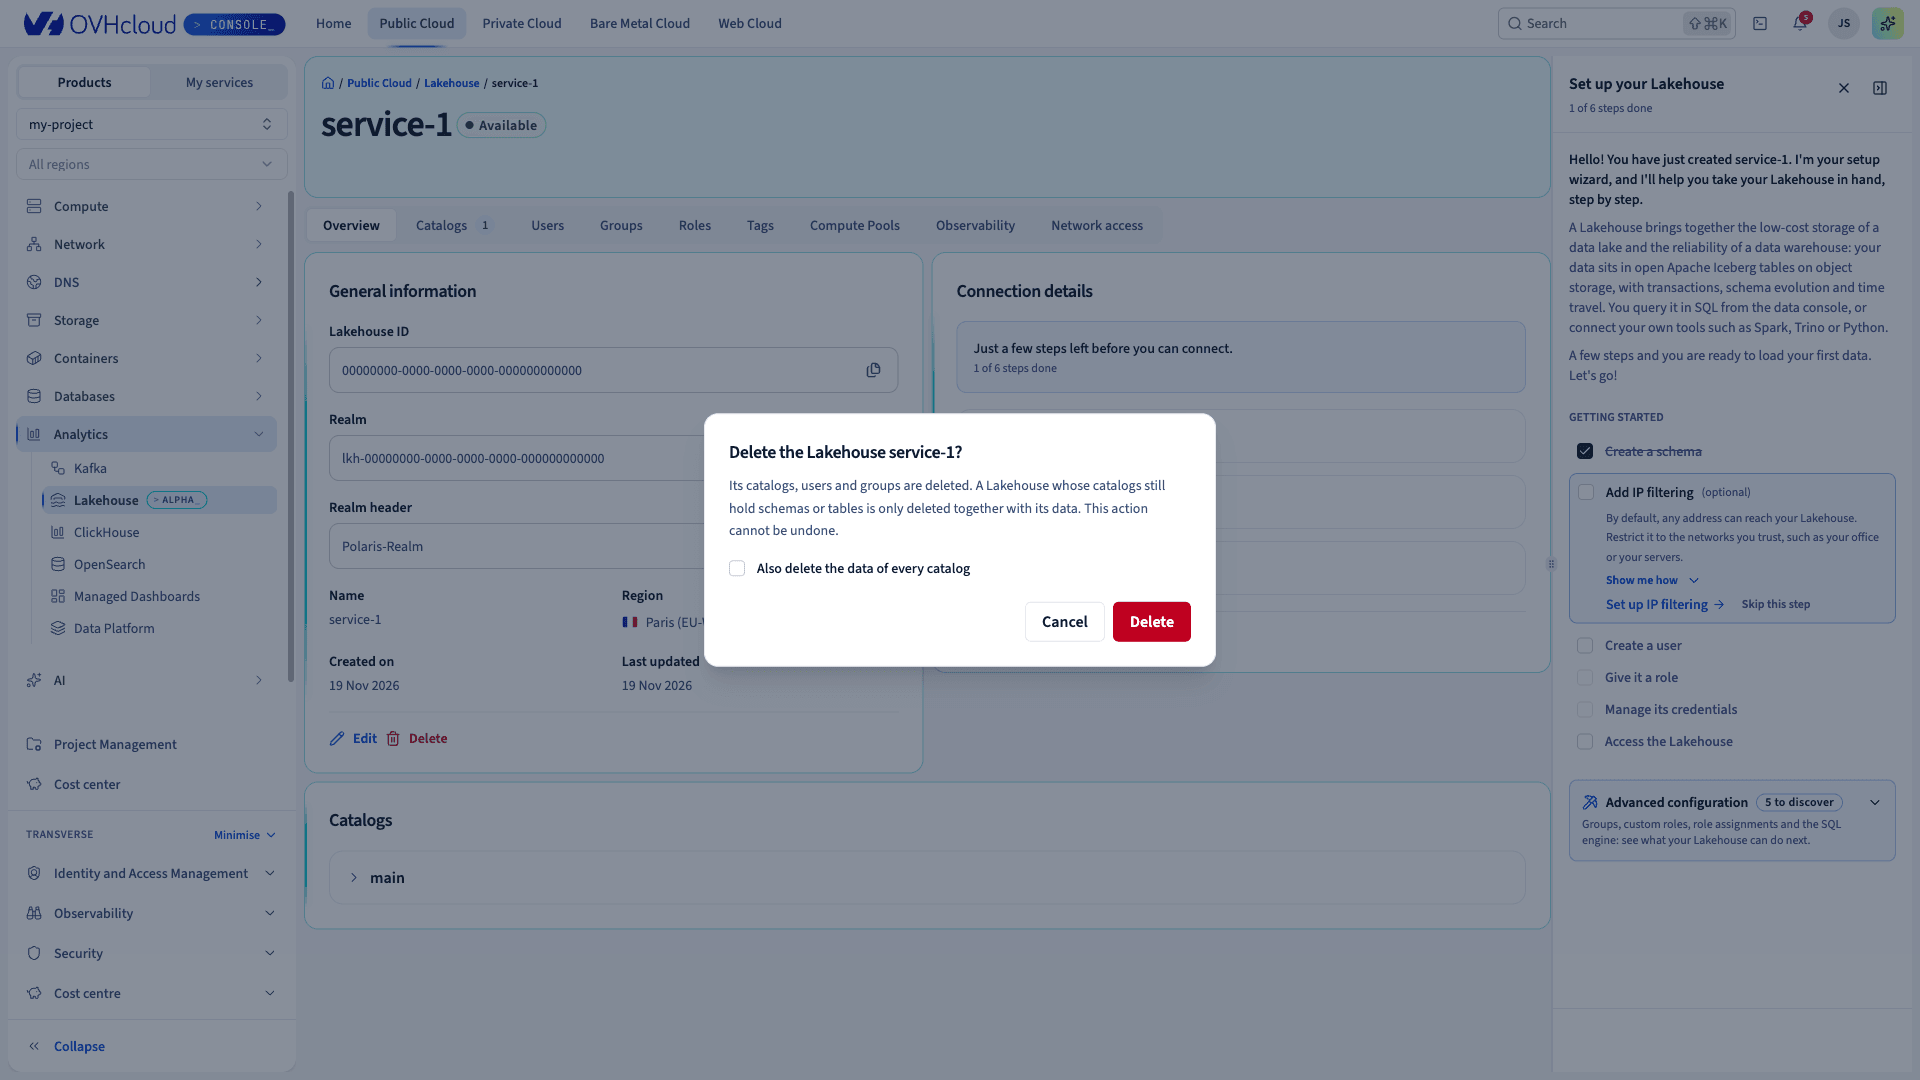 OVHcloud
> CONSOLE_
Home
Public Cloud
Private Cloud
Bare Metal Cloud
Web Cloud
Search
⇧⌘K
5
JS
Products
My services
my-project
All regions
Compute
Network
DNS
Storage
Containers
Databases
Analytics
Kafka
Lakehouse
> ALPHA_
ClickHouse
OpenSearch
Managed Dashboards
Data Platform
AI
Project Management
Cost center
TRANSVERSE
Minimise
Identity and Access Management
Observability
Security
Cost centre
Collapse
/ Public Cloud / Lakehouse / service-1
service-1
Available
Overview
Catalogs 1
Users
Groups
Roles
Tags
Compute Pools
Observability
Network access
General information
Lakehouse ID
00000000-0000-0000-0000-000000000000
Realm
lkh-00000000-0000-0000-0000-000000000000
Realm header
Polaris-Realm
Name
service-1
Region
Paris (EU-
Created on
19 Nov 2026
Last updated
19 Nov 2026
Edit
Delete
Connection details
Just a few steps left before you can connect.
1 of 6 steps done
Catalogs
main
Delete the Lakehouse service-1?
Its catalogs, users and groups are deleted. A Lakehouse whose catalogs still
hold schemas or tables is only deleted together with its data. This action
cannot be undone.
Also delete the data of every catalog
Cancel
Delete
Set up your Lakehouse
1 of 6 steps done
Hello! You have just created service-1. I'm your setup
wizard, and I'll help you take your Lakehouse in hand,
step by step.
A Lakehouse brings together the low-cost storage of a
data lake and the reliability of a data warehouse: your
data sits in open Apache Iceberg tables on object
storage, with transactions, schema evolution and time
travel. You query it in SQL from the data console, or
connect your own tools such as Spark, Trino or Python.
A few steps and you are ready to load your first data.
Let's go!
GETTING STARTED
Create a schema
Add IP filtering (optional)
By default, any address can reach your Lakehouse.
Restrict it to the networks you trust, such as your office
or your servers.
Show me how
Set up IP filtering →
Skip this step
Create a user
Give it a role
Manage its credentials
Access the Lakehouse
Advanced configuration
5 to discover
Groups, custom roles, role assignments and the SQL
engine: see what your Lakehouse can do next.